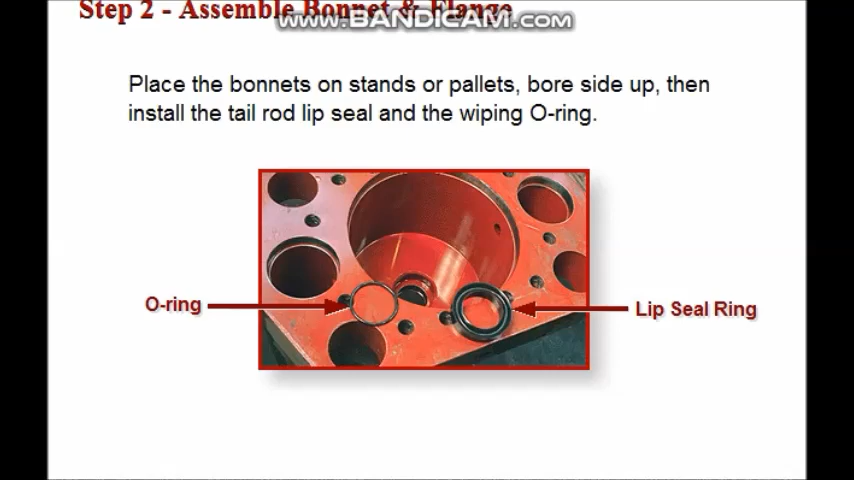 Step 2 - Assemble Bonnet & Flange
www.BANDICAM.com
Place the bonnets on stands or pallets, bore side up, then
install the tail rod lip seal and the wiping O-ring.
O-ring
Lip Seal Ring